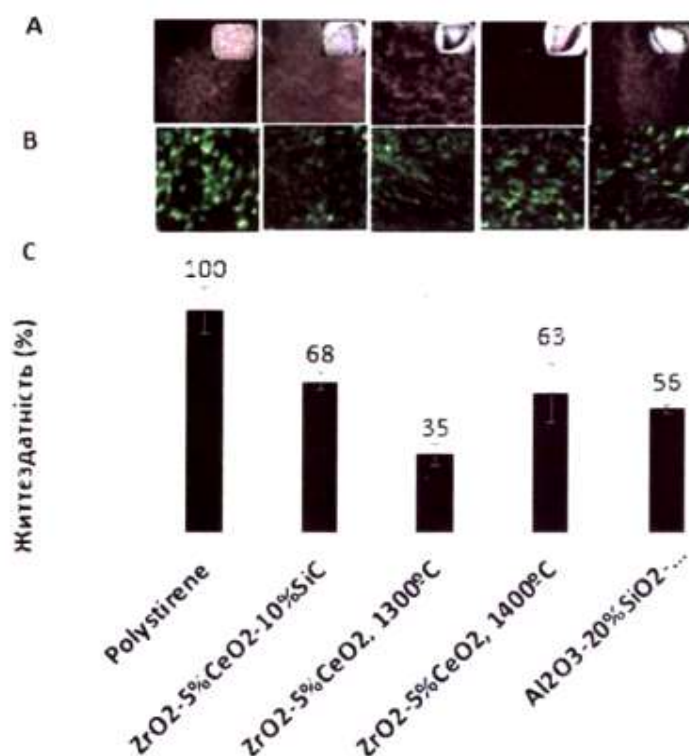 A
B
C
Життєздатність (%)
100
68
35
63
56
Polystirene
ZrO2-5%CeO2-10%SiC
ZrO2-5%CeO2, 1300ºC
ZrO2-5%CeO2, 1400ºC
Al2O3-20%SiO2-...